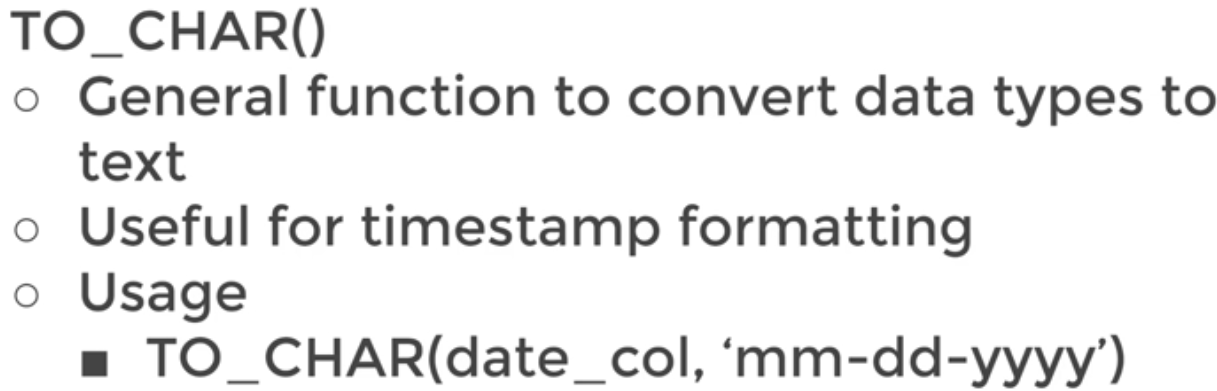 TO_CHAR()
○ General function to convert data types to
text
○ Useful for timestamp formatting
○ Usage
■ TO_CHAR(date_col, ‘mm-dd-yyyy’)